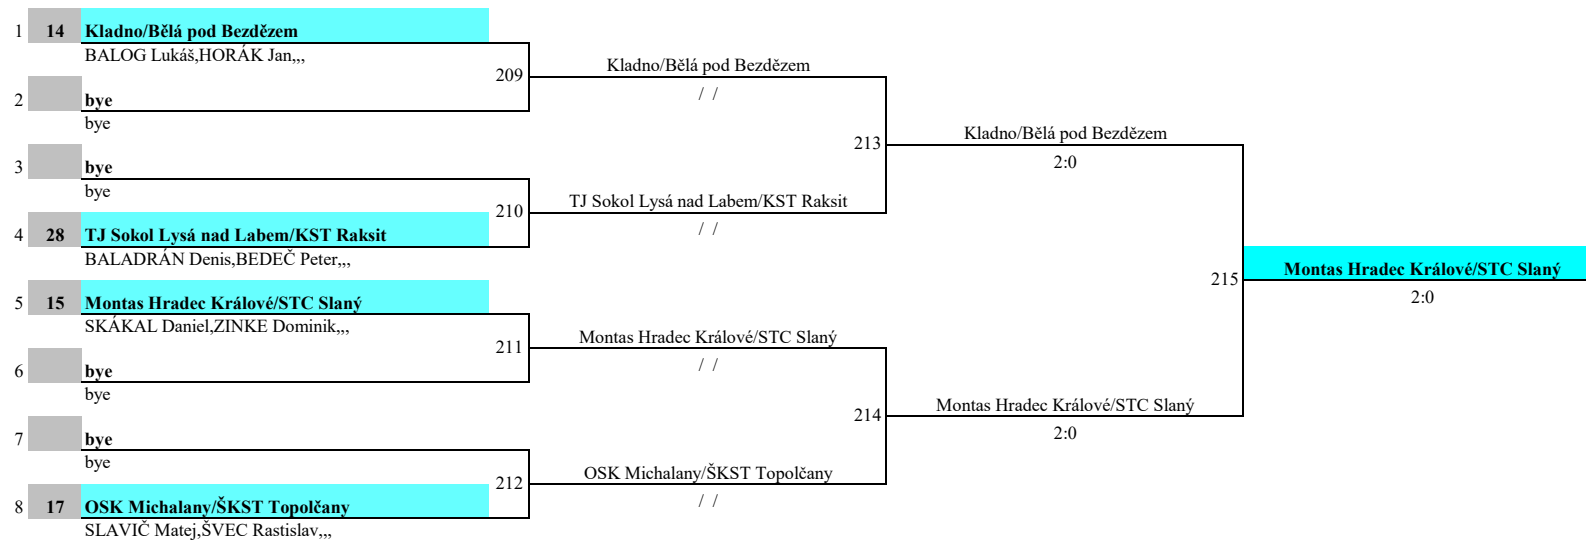 1 14 Kladno/Bělá pod Bezdězem
BALOG Lukáš,HORÁK Jan,,,
209 Kladno/Bělá pod Bezdězem
/ /
2 bye
bye
213 Kladno/Bělá pod Bezdězem
2:0
3 bye
bye
210 TJ Sokol Lysá nad Labem/KST Raksit
/ /
4 28 TJ Sokol Lysá nad Labem/KST Raksit
BALADRÁN Denis,BEDEČ Peter,,,
215 Montas Hradec Králové/STC Slaný
2:0
5 15 Montas Hradec Králové/STC Slaný
SKÁKAL Daniel,ZINKE Dominik,,,
211 Montas Hradec Králové/STC Slaný
/ /
6 bye
bye
214 Montas Hradec Králové/STC Slaný
2:0
7 bye
bye
212 OSK Michalany/ŠKST Topolčany
/ /
8 17 OSK Michalany/ŠKST Topolčany
SLAVIČ Matej,ŠVEC Rastislav,,,